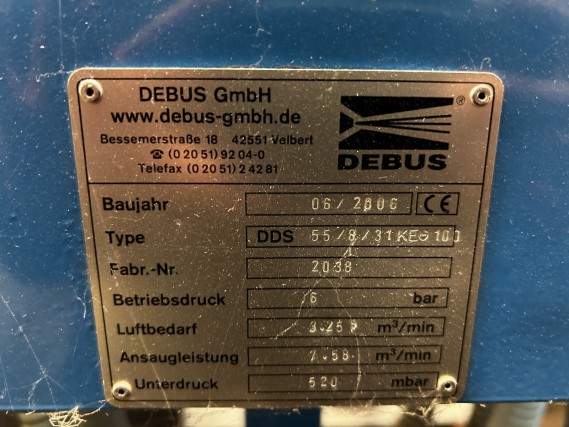 DEBUS GmbH
www.debus-gmbh.de
Bessemerstraße 18 42551 Velbert
☎ (0 20 51) 92 04-0
Telefax (0 20 51) 2 42 81
®
DEBUS
Baujahr 06/2006 CE
Type DDS 55/8/31
Fabr.-Nr. 2038
Betriebsdruck 6 bar
Luftbedarf m³/min
Ansaugleistung m³/min
Unterdruck 520 mbar